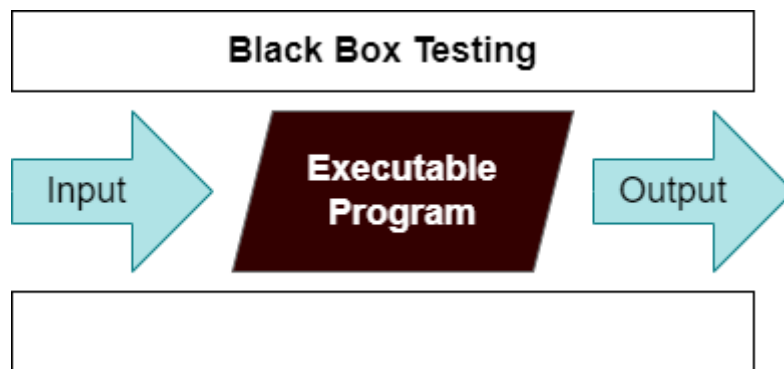 Black Box Testing
Input
Executable
Program
Output